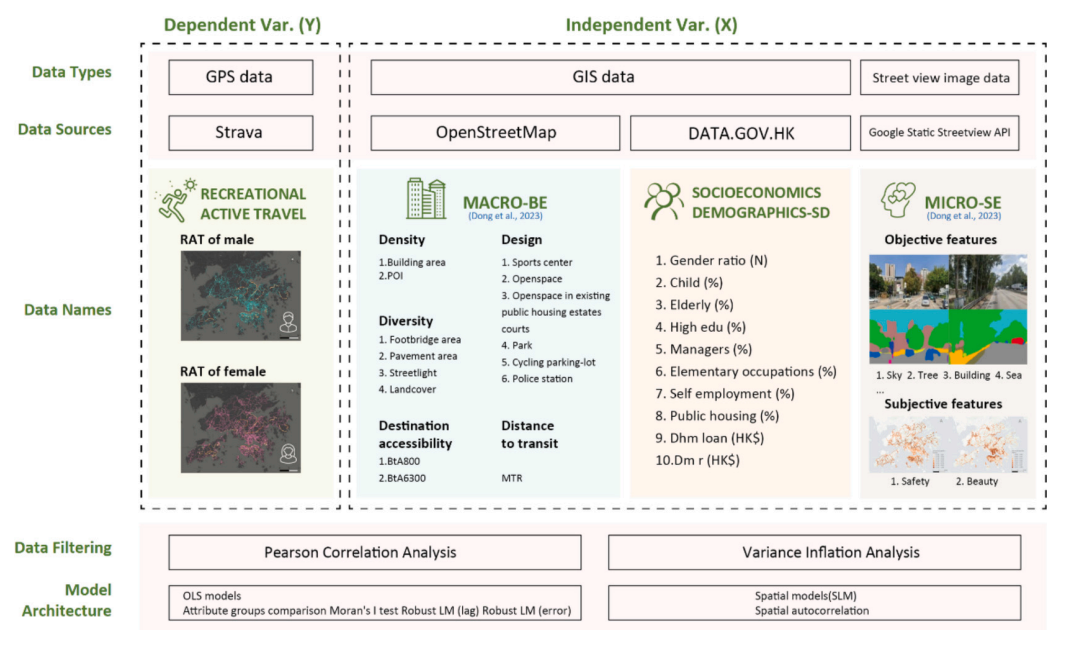 Dependent Var. (Y)
Independent Var. (X)
Data Types
GPS data
GIS data
Street view image data
Data Sources
Strava
OpenStreetMap
DATA.GOV.HK
Google Static Streetview API
Data Names
RECREATIONAL
ACTIVE TRAVEL
RAT of male
RAT of female
MACRO-BE
(Dong et al., 2023)
Density
1.Building area
2.POI
Diversity
1. Footbridge area
2. Pavement area
3. Streetlight
4. Landcover
Destination
accessibility
1.BtA800
2.BtA6300
Design
1. Sports center
2. Openspace
3. Openspace in existing
public housing estates
courts
4. Park
5. Cycling parking-lot
6. Police station
Distance
to transit
MTR
SOCIOECONOMICS
DEMOGRAPHICS-SD
1. Gender ratio (N)
2. Child (%)
3. Elderly (%)
4. High edu (%)
5. Managers (%)
6. Elementary occupations (%)
7. Self employment (%)
8. Public housing (%)
9. Dhm loan (HK$)
10.Dm r (HK$)
MICRO-SE
(Dong et al., 2023)
Objective features
1. Sky 2. Tree 3. Building 4. Sea
...
Subjective features
1. Safety 2. Beauty
Data Filtering
Pearson Correlation Analysis
Variance Inflation Analysis
Model
Architecture
OLS models
Attribute groups comparison Moran's I test Robust LM (lag) Robust LM (error)
Spatial models(SLM)
Spatial autocorrelation